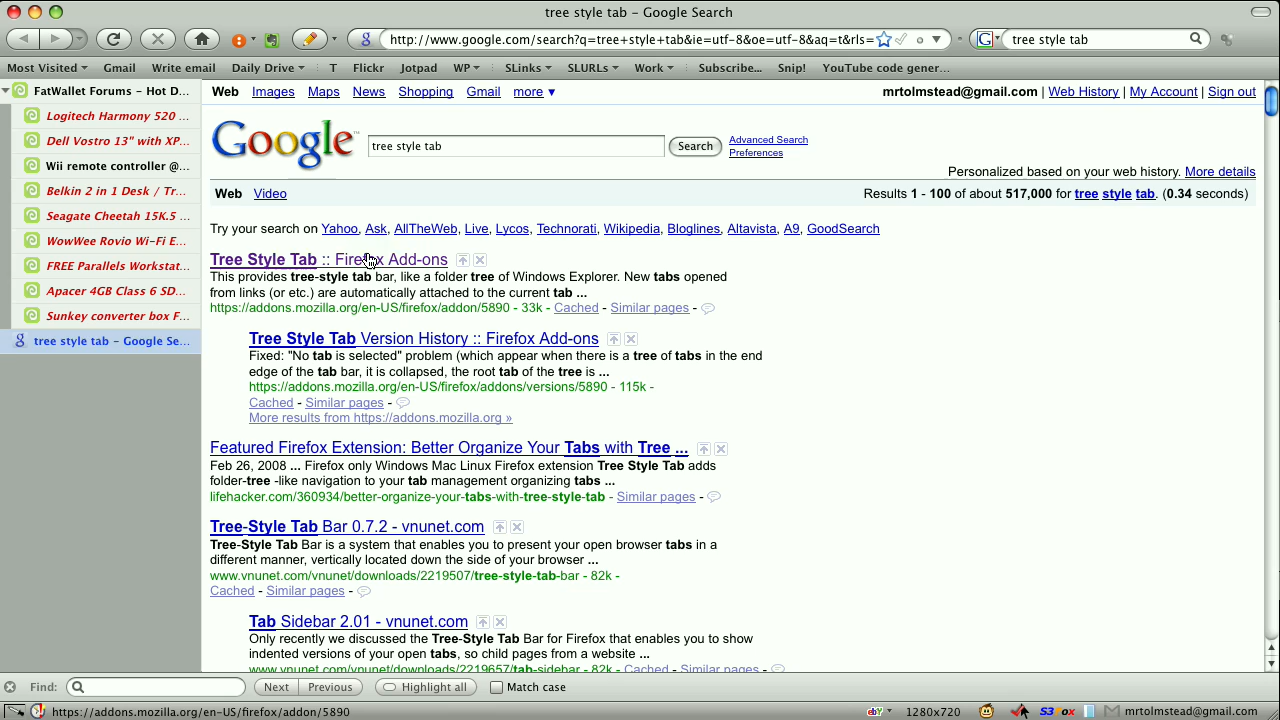 tree style tab - Google Search
http://www.google.com/search?q=tree+style+tab&ie=utf-8&oe=utf-8&aq=t&rls=
tree style tab
Most Visited
Gmail
Write email
Daily Drive
T
Flickr
Jotpad
WP
SLinks
SLURLs
Work
Subscribe...
Snip!
YouTube code gener...
FatWallet Forums - Hot D...
Logitech Harmony 520 ...
Dell Vostro 13" with XP...
Wii remote controller @...
Belkin 2 in 1 Desk / Tr...
Seagate Cheetah 15K.5 ...
WowWee Rovio Wi-Fi E...
FREE Parallels Workstat...
Apacer 4GB Class 6 SD...
Sunkey converter box F...
tree style tab - Google Se...
Web Images Maps News Shopping Gmail more ▼
mrtolmstead@gmail.com | Web History | My Account | Sign out
Google™
tree style tab
Search
Advanced Search
Preferences
Personalized based on your web history. More details
Web Video
Results 1 - 100 of about 517,000 for tree style tab. (0.34 seconds)
Try your search on Yahoo, Ask, AllTheWeb, Live, Lycos, Technorati, Wikipedia, Bloglines, Altavista, A9, GoodSearch
Tree Style Tab :: Firefox Add-ons
This provides tree-style tab bar, like a folder tree of Windows Explorer. New tabs opened
from links (or etc.) are automatically attached to the current tab ...
https://addons.mozilla.org/en-US/firefox/addon/5890 - 33k - Cached - Similar pages -
Tree Style Tab Version History :: Firefox Add-ons
Fixed: "No tab is selected" problem (which appear when there is a tree of tabs in the end
edge of the tab bar, it is collapsed, the root tab of the tree is ...
https://addons.mozilla.org/en-US/firefox/addons/versions/5890 - 115k -
Cached - Similar pages -
More results from https://addons.mozilla.org »
Featured Firefox Extension: Better Organize Your Tabs with Tree ...
Feb 26, 2008 ... Firefox only Windows Mac Linux Firefox extension Tree Style Tab adds
folder-tree -like navigation to your tab management organizing tabs ...
lifehacker.com/360934/better-organize-your-tabs-with-tree-style-tab - Similar pages -
Tree-Style Tab Bar 0.7.2 - vnunet.com
Tree-Style Tab Bar is a system that enables you to present your open browser tabs in a
different manner, vertically located down the side of your browser ...
www.vnunet.com/vnunet/downloads/2219507/tree-style-tab-bar - 82k -
Cached - Similar pages -
Tab Sidebar 2.01 - vnunet.com
Only recently we discussed the Tree-Style Tab Bar for Firefox that enables you to show
indented versions of your open tabs, so child pages from a website ...
www.vnunet.com/vnunet/downloads/2219657/tab-sidebar - 82k - Cached - Similar pages -
Find:
Next
Previous
Highlight all
Match case
https://addons.mozilla.org/en-US/firefox/addon/5890
eBY
1280x720
S3Fox
mrtolmstead@gmail.com